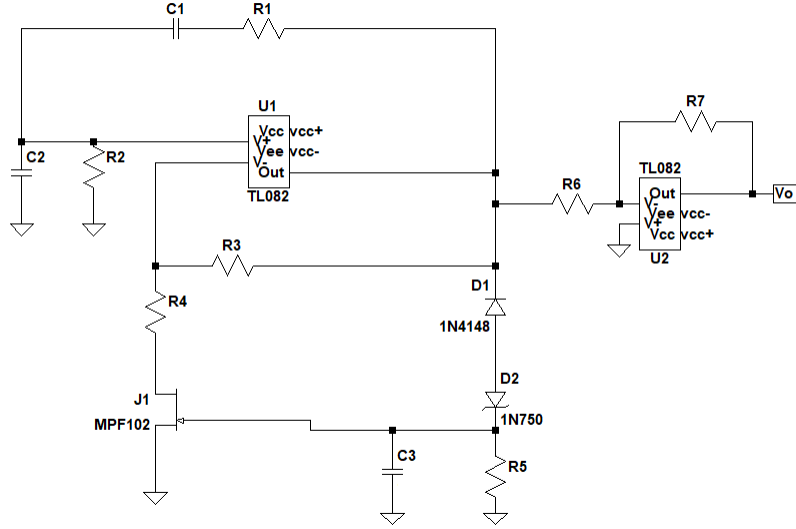 C1
R1
U1
Vcc vcc+
V+
Vee vcc-
V-
Out
TL082
C2
R2
R7
TL082
R6
Out
V-
Vee vcc-
V+
Vcc vcc+
U2
Vo
R3
R4
D1
1N4148
D2
1N750
J1
MPF102
C3
R5